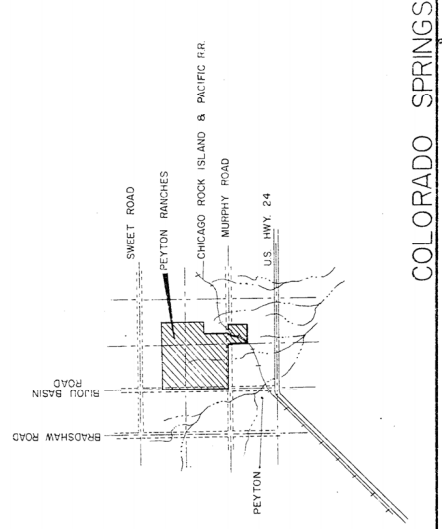 SWEET ROAD
PEYTON RANCHES
CHICAGO ROCK ISLAND & PACIFIC R.R.
MURPHY ROAD
U.S. HWY. 24
BIJOU BASIN
ROAD
BRADSHAW ROAD
PEYTON
COLORADO SPRINGS